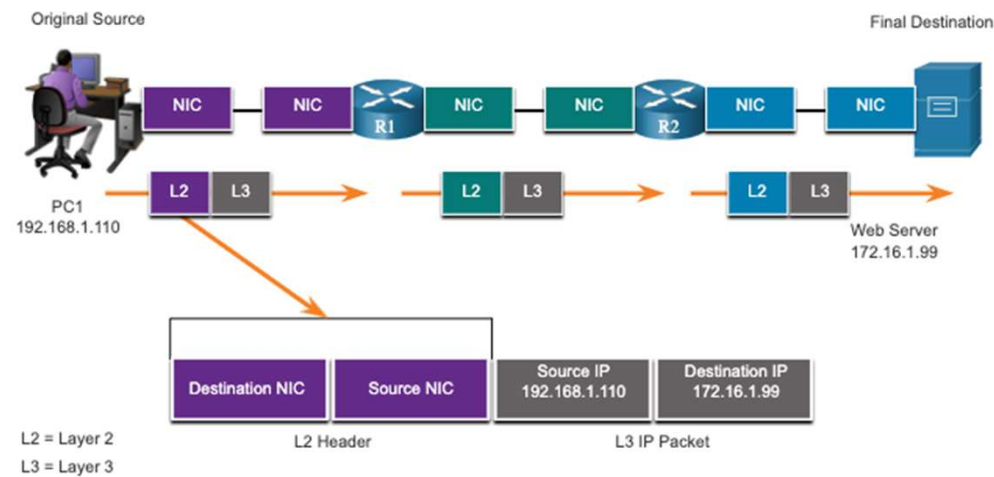 Original Source
Final Destination
NIC
NIC
R1
NIC
NIC
R2
NIC
NIC
L2
L3
L2
L3
L2
L3
PC1
192.168.1.110
Web Server
172.16.1.99
Destination NIC
Source NIC
Source IP
192.168.1.110
Destination IP
172.16.1.99
L2 = Layer 2
L2 Header
L3 IP Packet
L3 = Layer 3